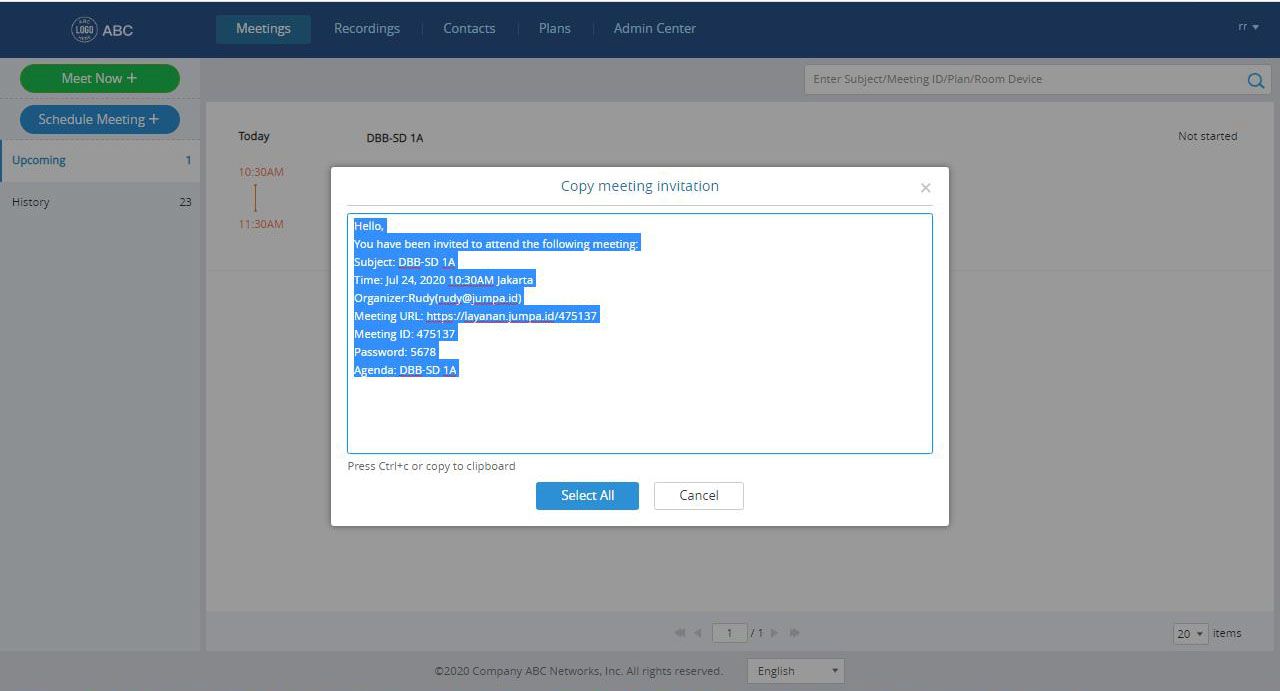 ABC
LOGO
ABC
Meetings
Recordings
Contacts
Plans
Admin Center
rr
Meet Now +
Schedule Meeting +
Upcoming 1
History 23
Enter Subject/Meeting ID/Plan/Room Device
Today
DBB-SD 1A
Not started
10:30AM
11:30AM
Copy meeting invitation
×
Hello,
You have been invited to attend the following meeting:
Subject: DBB-SD 1A
Time: Jul 24, 2020 10:30AM Jakarta
Organizer:Rudy(rudy@jumpa.id)
Meeting URL: https://layanan.jumpa.id/475137
Meeting ID: 475137
Password: 5678
Agenda: DBB-SD 1A
Press Ctrl+c or copy to clipboard
Select All
Cancel
1 / 1
20 items
©2020 Company ABC Networks, Inc. All rights reserved.
English